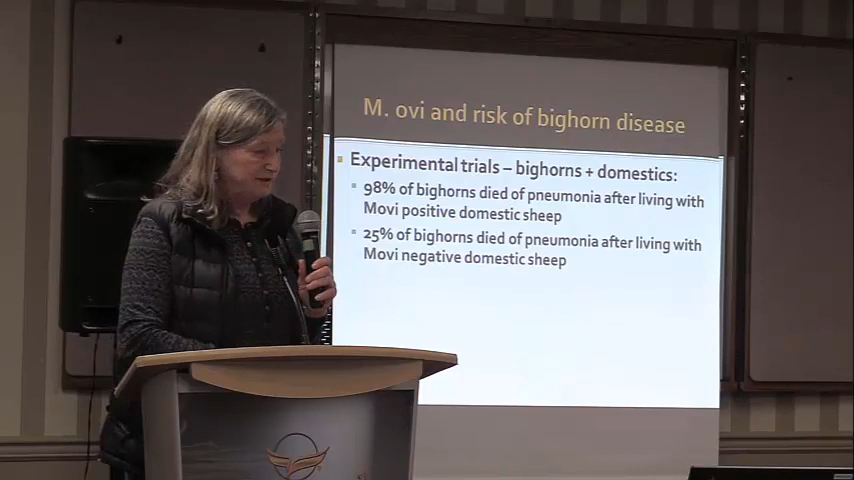 M. ovi and risk of bighorn disease
Experimental trials – bighorns + domestics:
98% of bighorns died of pneumonia after living with
Movi positive domestic sheep
25% of bighorns died of pneumonia after living with
Movi negative domestic sheep